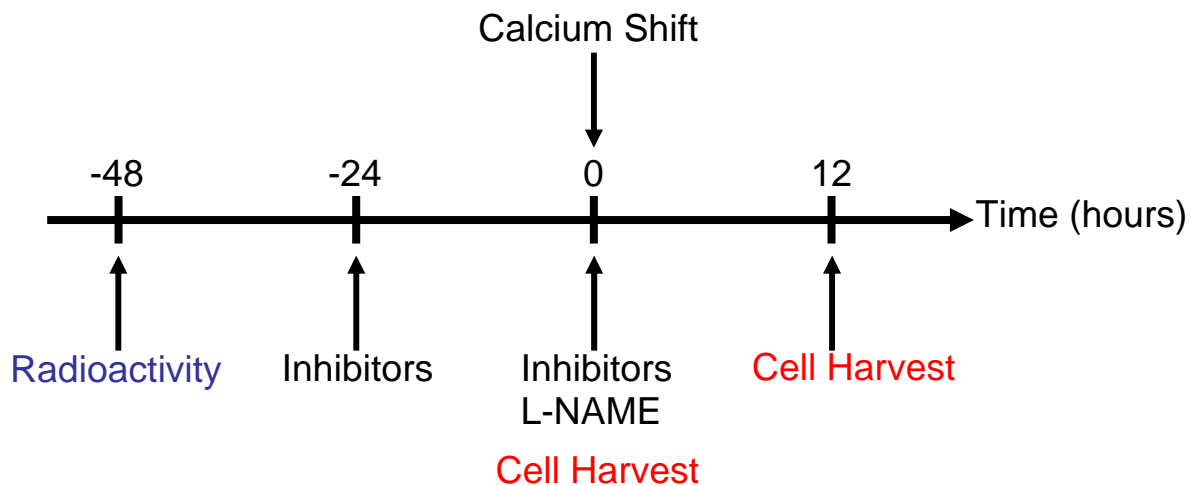 Calcium Shift
-48
-24
0
12
Time (hours)
Radioactivity
Inhibitors
Inhibitors
L-NAME
Cell Harvest
Cell Harvest